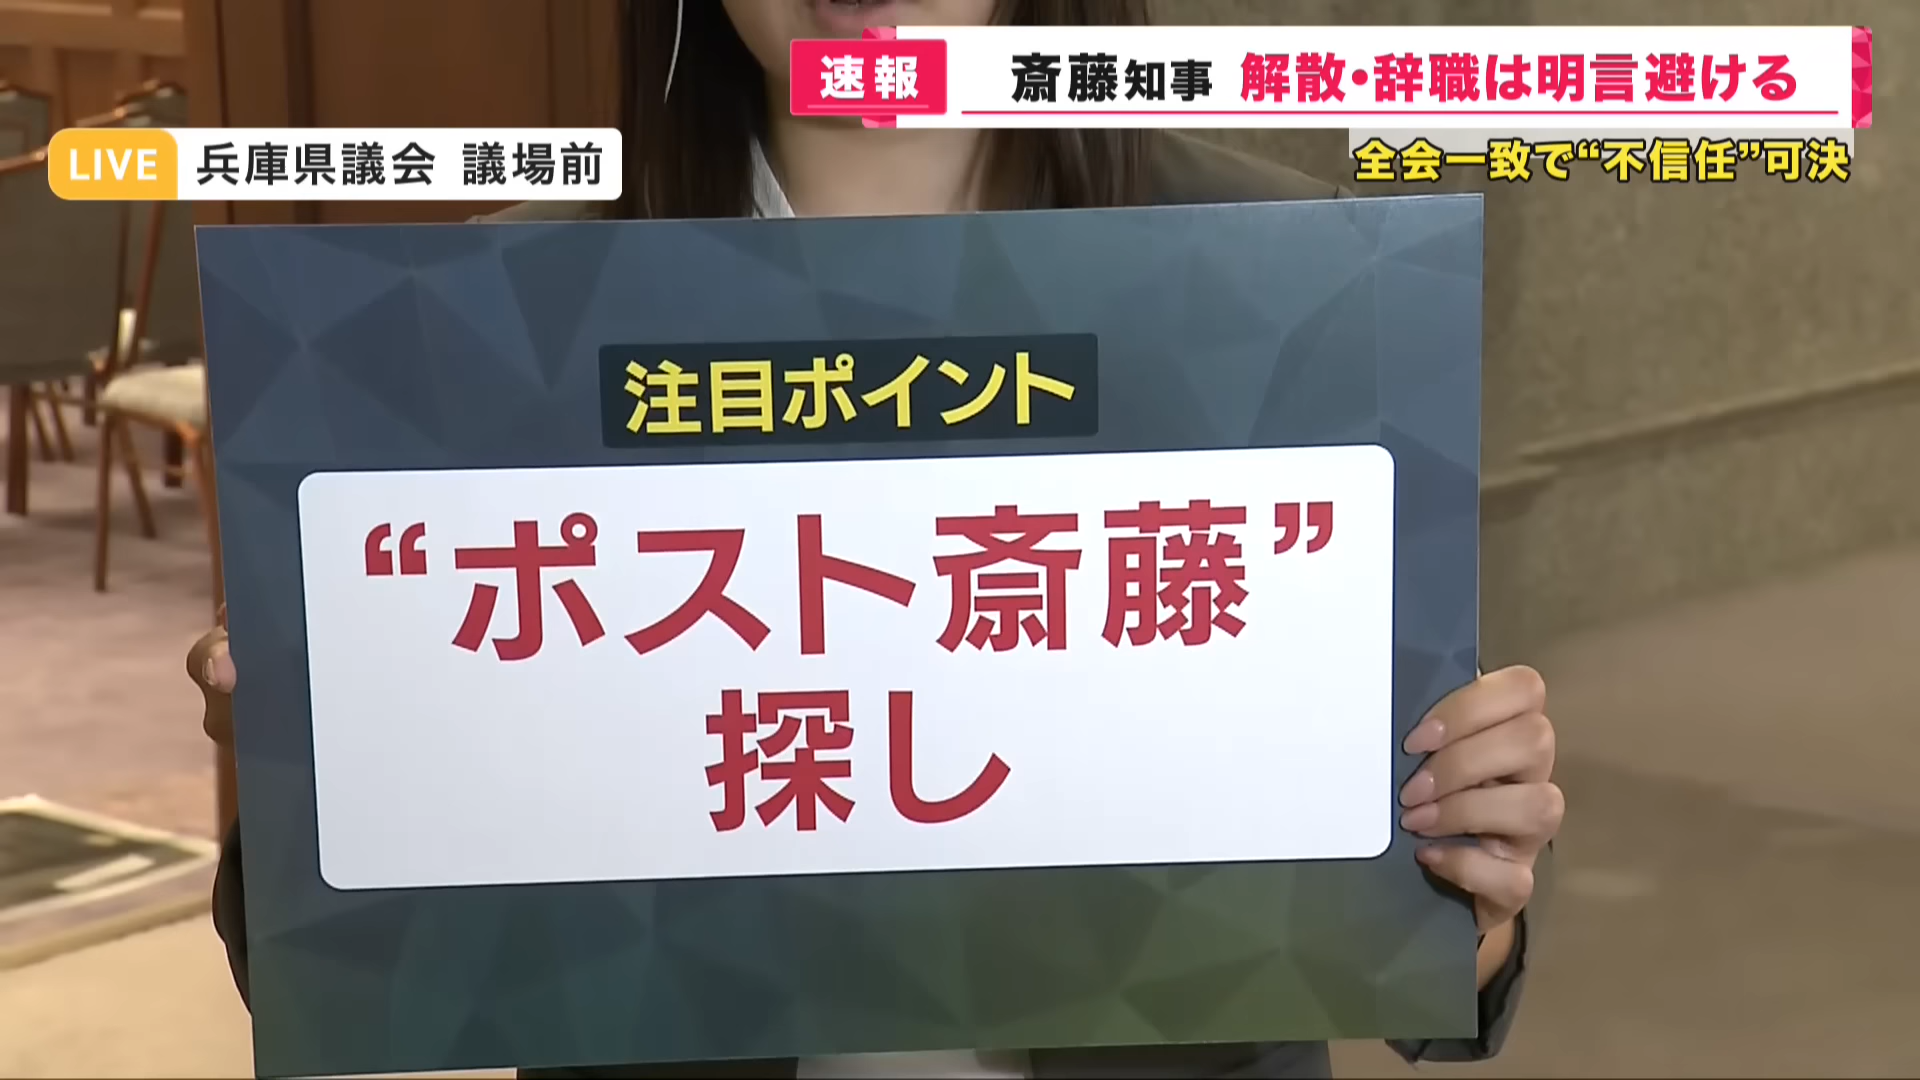 速報
斎藤知事 解散・辞職は明言避ける
LIVE 兵庫県議会 議場前
全会一致で“不信任”可決
注目ポイント
“ポスト斎藤”
探し